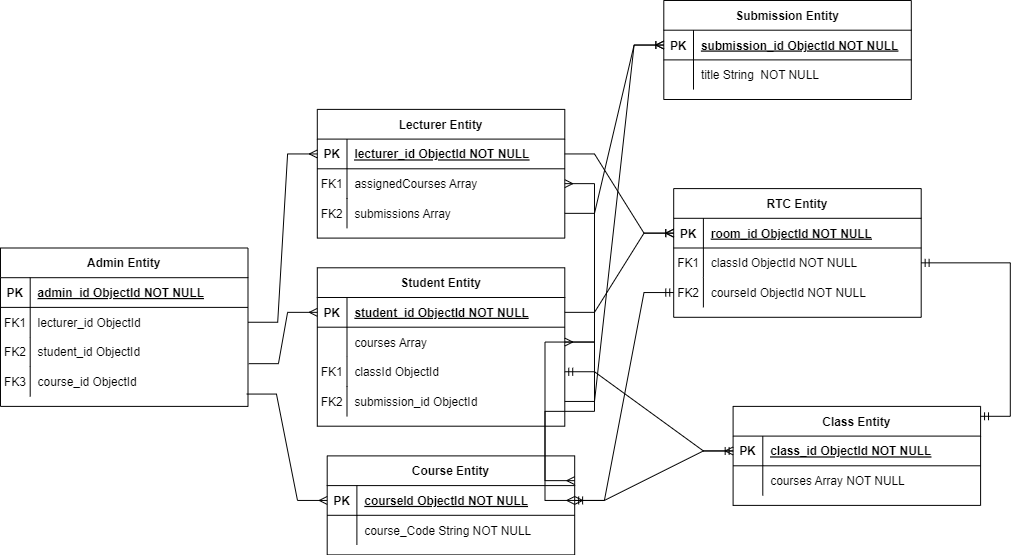 Submission Entity
PK submission_id ObjectId NOT NULL
title String  NOT NULL
Lecturer Entity
PK lecturer_id ObjectId NOT NULL
FK1 assignedCourses Array
FK2 submissions Array
RTC Entity
PK room_id ObjectId NOT NULL
FK1 classId ObjectId NOT NULL
FK2 courseId ObjectId NOT NULL
Admin Entity
PK admin_id ObjectId NOT NULL
FK1 lecturer_id ObjectId
FK2 student_id ObjectId
FK3 course_id ObjectId
Student Entity
PK student_id ObjectId NOT NULL
courses Array
FK1 classId ObjectId
FK2 submission_id ObjectId
Class Entity
PK class_id ObjectId NOT NULL
courses Array NOT NULL
Course Entity
PK courseId ObjectId NOT NULL
course_Code String NOT NULL